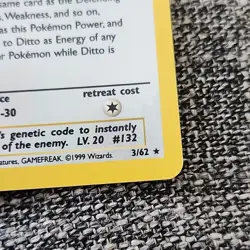 same card as the Defending
, Weakness, and so on,
as this Pokémon Power, and
to Ditto as Energy of any
r Pokémon while Ditto is
ce
retreat cost
-30
's genetic code to instantly
of the enemy. LV. 20 #132
atures, GAMEFREAK. ©1999 Wizards. 3/62 ★